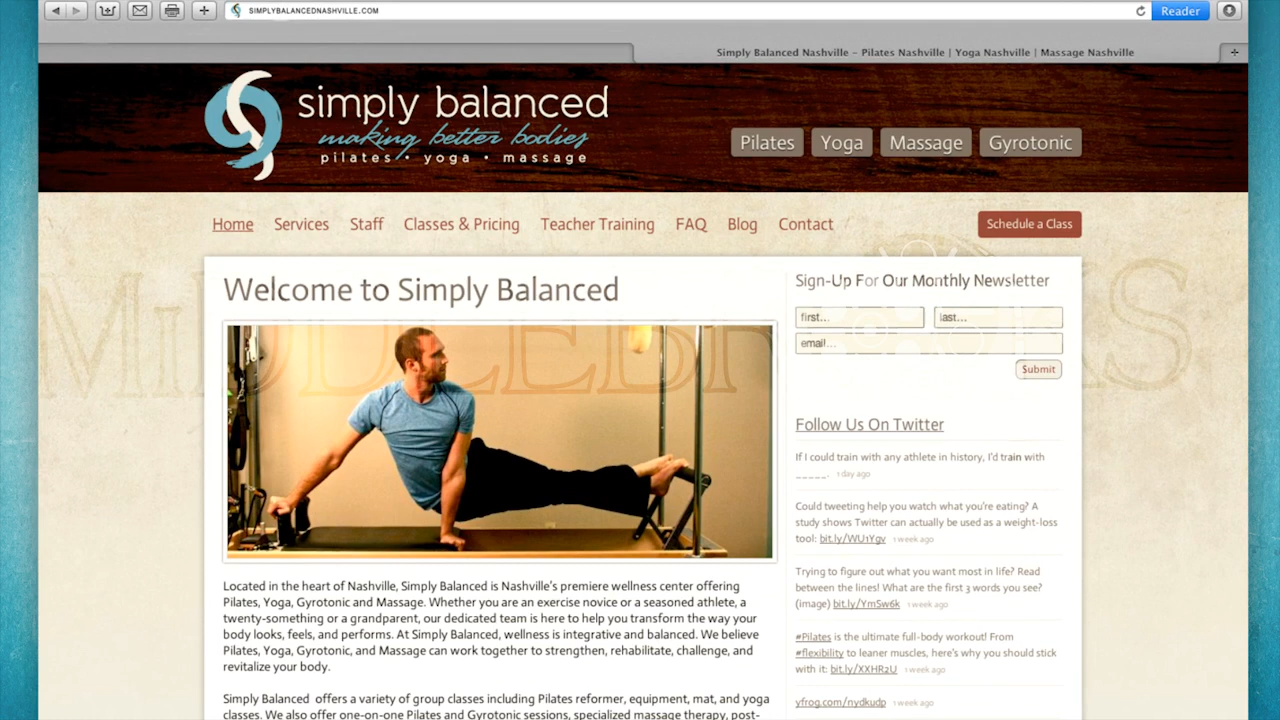 SIMPLYBALANCEDNASHVILLE.COM
Reader
Simply Balanced Nashville – Pilates Nashville | Yoga Nashville | Massage Nashville
simply balanced
making better bodies
pilates • yoga • massage
Pilates Yoga Massage Gyrotonic
Home Services Staff Classes & Pricing Teacher Training FAQ Blog Contact
Schedule a Class
Welcome to Simply Balanced
Located in the heart of Nashville, Simply Balanced is Nashville's premiere wellness center offering
Pilates, Yoga, Gyrotonic and Massage. Whether you are an exercise novice or a seasoned athlete, a
twenty-something or a grandparent, our dedicated team is here to help you transform the way your
body looks, feels, and performs. At Simply Balanced, wellness is integrative and balanced. We believe
Pilates, Yoga, Gyrotonic, and Massage can work together to strengthen, rehabilitate, challenge, and
revitalize your body.
Simply Balanced offers a variety of group classes including Pilates reformer, equipment, mat, and yoga
classes. We also offer one-on-one Pilates and Gyrotonic sessions, specialized massage therapy, post-
Sign-Up For Our Monthly Newsletter
first... last...
email...
Submit
Follow Us On Twitter
If I could train with any athlete in history, I'd train with
_____. 1 day ago
Could tweeting help you watch what you're eating? A
study shows Twitter can actually be used as a weight-loss
tool: bit.ly/WU1Ygv 1 week ago
Trying to figure out what you want most in life? Read
between the lines! What are the first 3 words you see?
(image) bit.ly/YmSw6k 1 week ago
#Pilates is the ultimate full-body workout! From
#flexibility to leaner muscles, here's why you should stick
with it: bit.ly/XXHR2U 1 week ago
yfrog.com/nydkudp 1 week ago